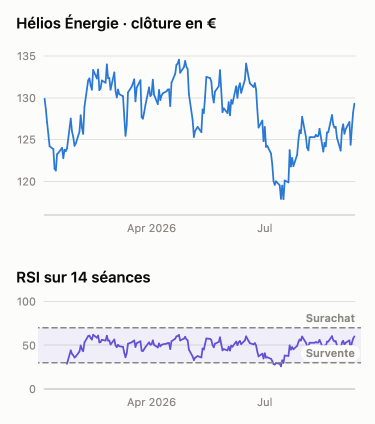 Hélios Énergie · clôture en €
135
130
125
120
Apr 2026
Jul
RSI sur 14 séances
100
Surachat
50
Survente
0
Apr 2026
Jul